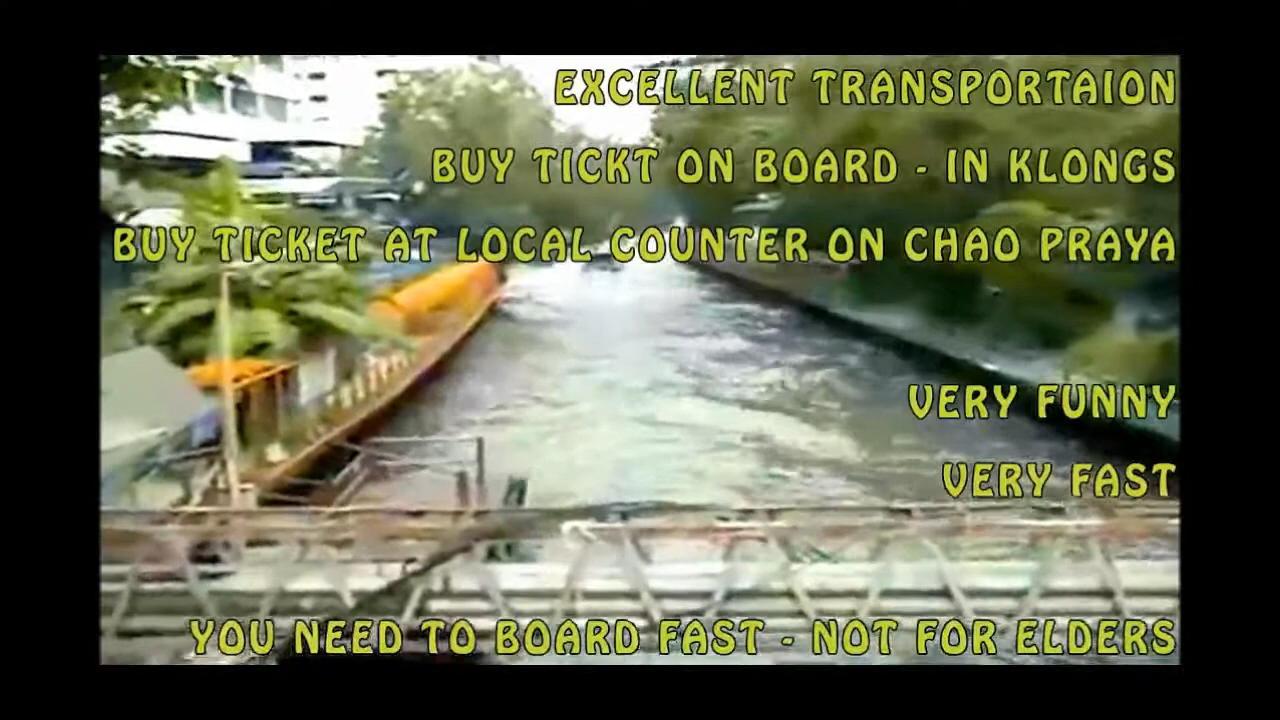 EXCELLENT TRANSPORTAION
BUY TICKT ON BOARD - IN KLONGS
BUY TICKET AT LOCAL COUNTER ON CHAO PRAYA
VERY FUNNY
VERY FAST
YOU NEED TO BOARD FAST - NOT FOR ELDERS